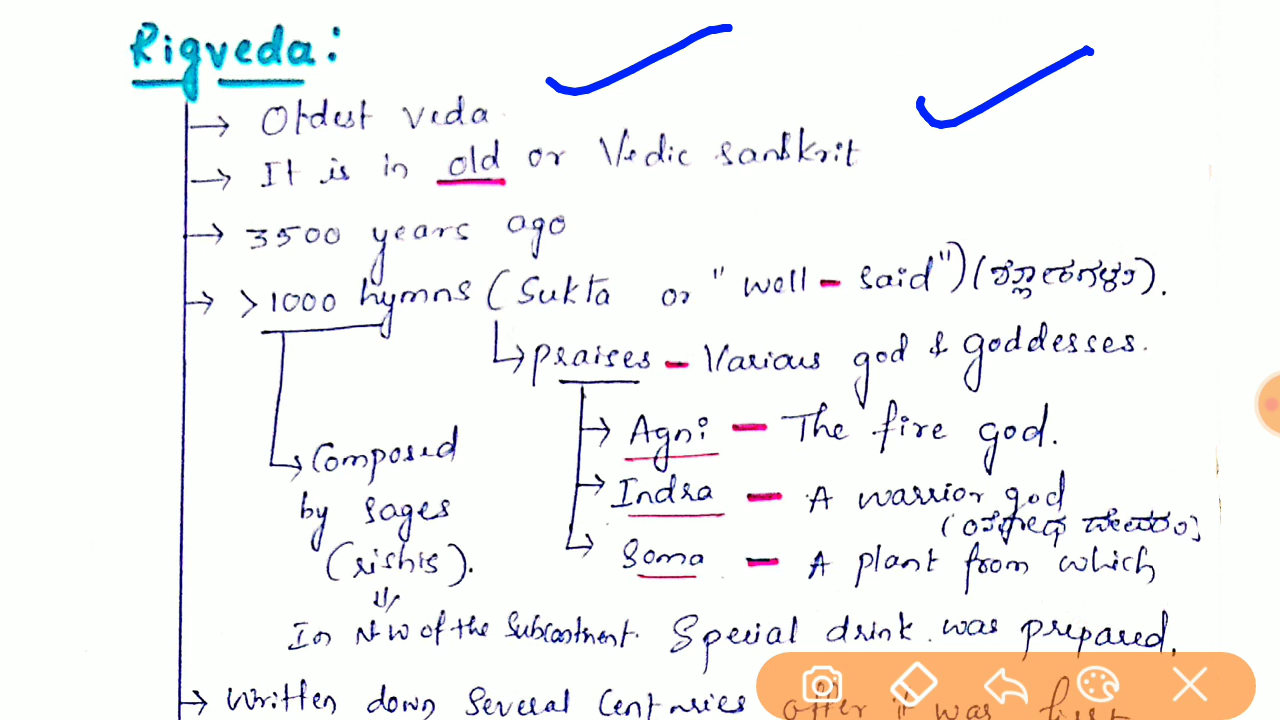 Rigveda:
→ Oldest veda
→ It is in old or Vedic sanskrit
→ 3500 years ago
→ >1000 hymns (Sukta or "well-said") (ಶ್ಲೋಕಗಳು).
↳ praises - Various god & goddesses.
→ Agni - The fire god.
↳ Composed by sages (rishis).
→ Indra - A warrior god
Soma - A plant from which
In N-W of the Subcontinent. Special drink was prepared.
→ written down several Centuries after it was first